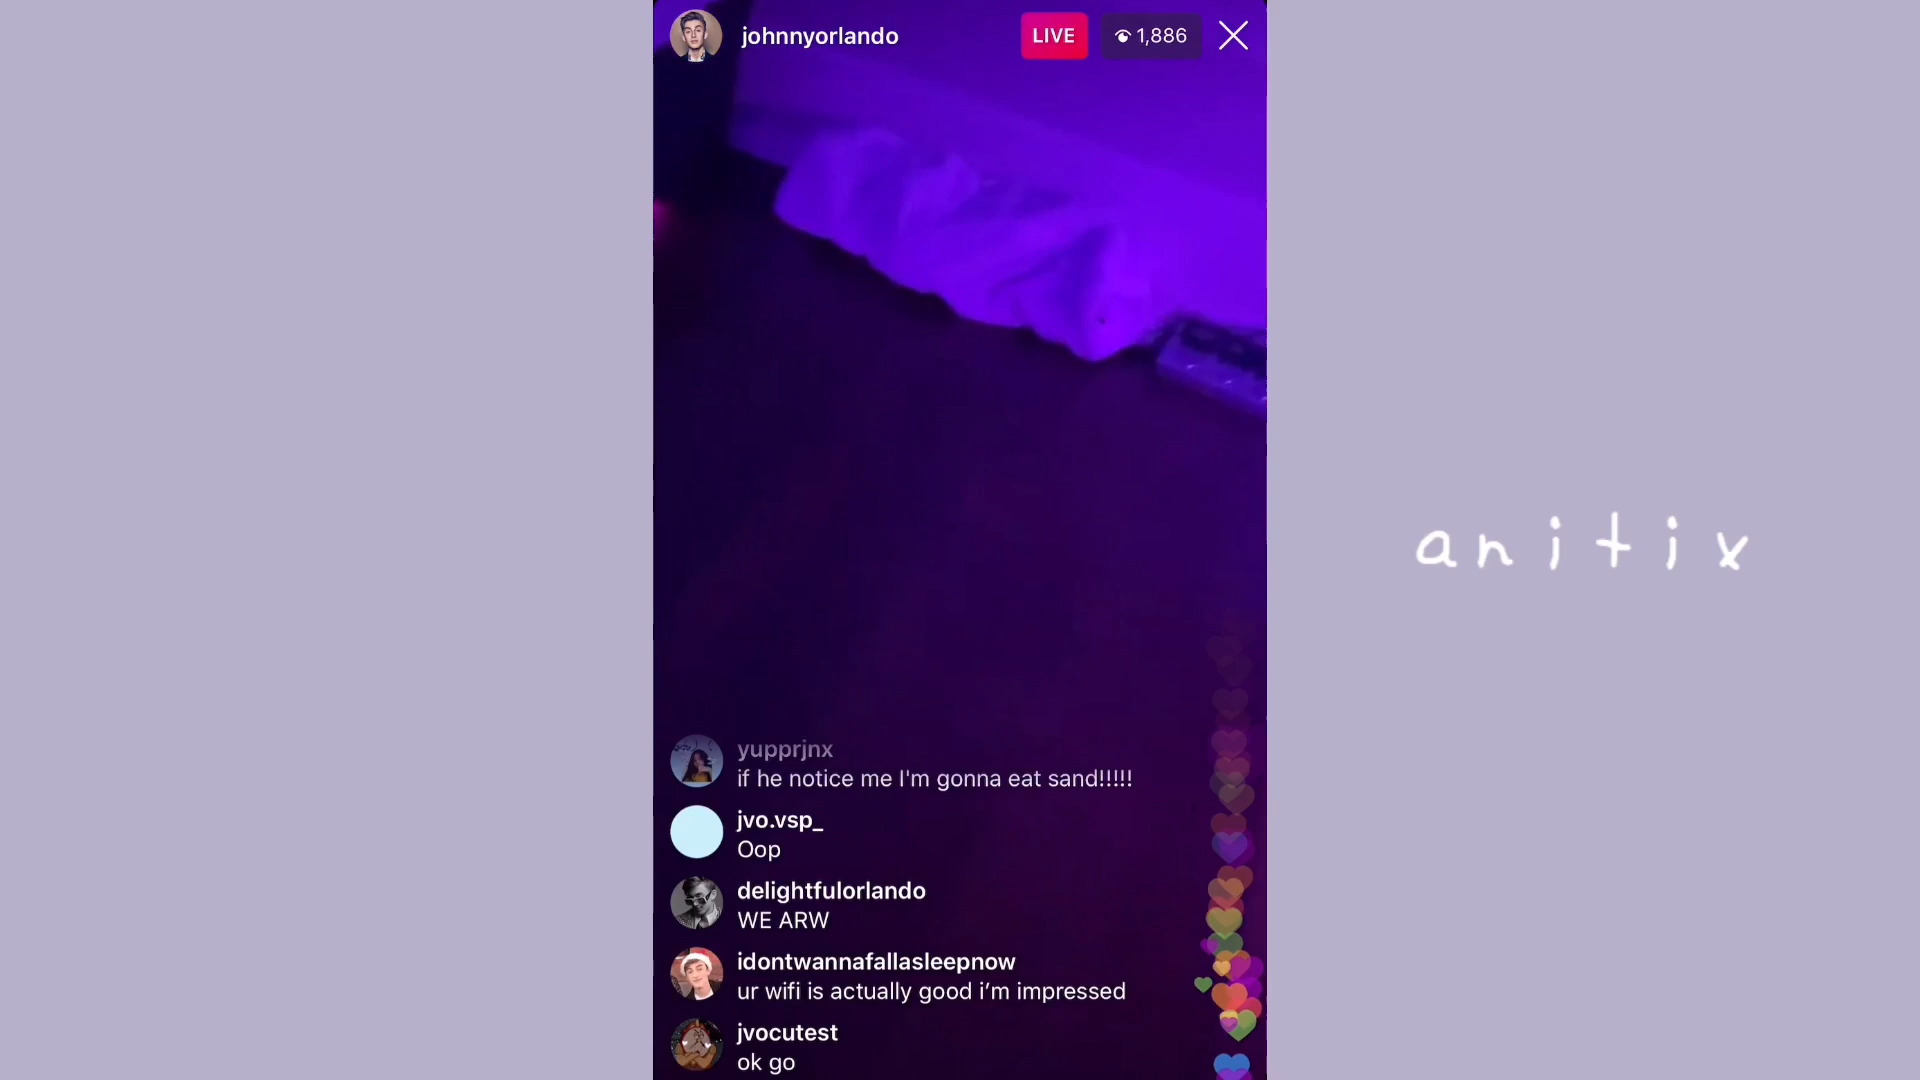 johnnyorlando
LIVE
1,886
yupprjnx
if he notice me I'm gonna eat sand!!!!!
jvo.vsp_
Oop
delightfulorlando
WE ARW
idontwannafallasleepnow
ur wifi is actually good i’m impressed
jvocutest
ok go
anitix